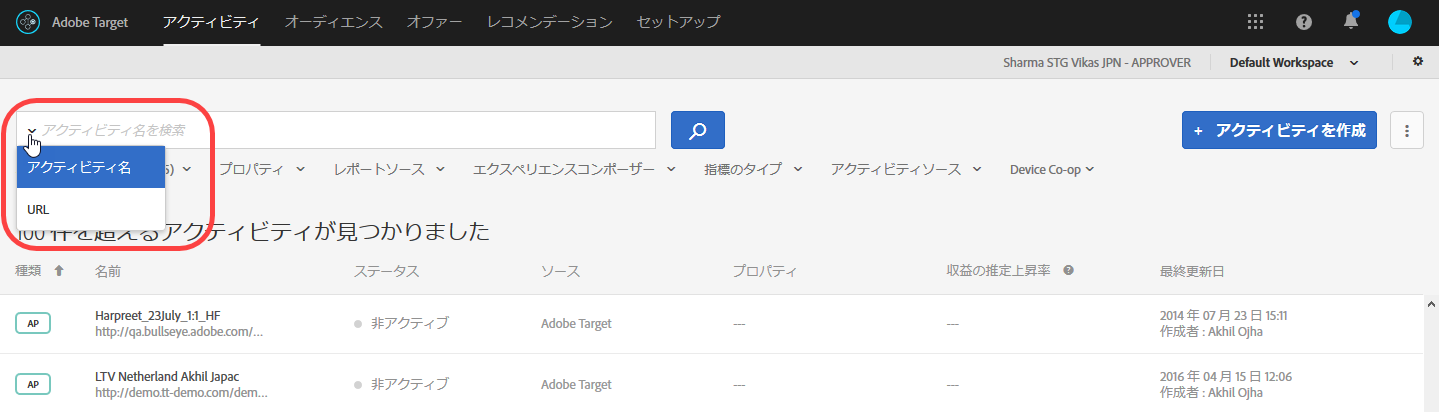 Adobe Target アクティビティ オーディエンス オファー レコメンデーション セットアップ
Sharma STG Vikas JPN - APPROVER Default Workspace
アクティビティ名を検索
+ アクティビティを作成
アクティビティ名
プロパティ レポートソース エクスペリエンスコンポーザー 指標のタイプ アクティビティソース Device Co-op
URL
100 件を超えるアクティビティが見つかりました
種類 名前 ステータス ソース プロパティ 収益の推定上昇率 最終更新日
AP Harpreet_23July_1:1_HF 非アクティブ Adobe Target --- --- 2014 年 07 月 23 日 15:11
http://qa.bullseye.adobe.com/... 作成者 : Akhil Ojha
AP LTV Netherland Akhil Japac 非アクティブ Adobe Target --- --- 2016 年 04 月 15 日 12:06
http://demo.tt-demo.com/dem... 作成者 : Akhil Ojha